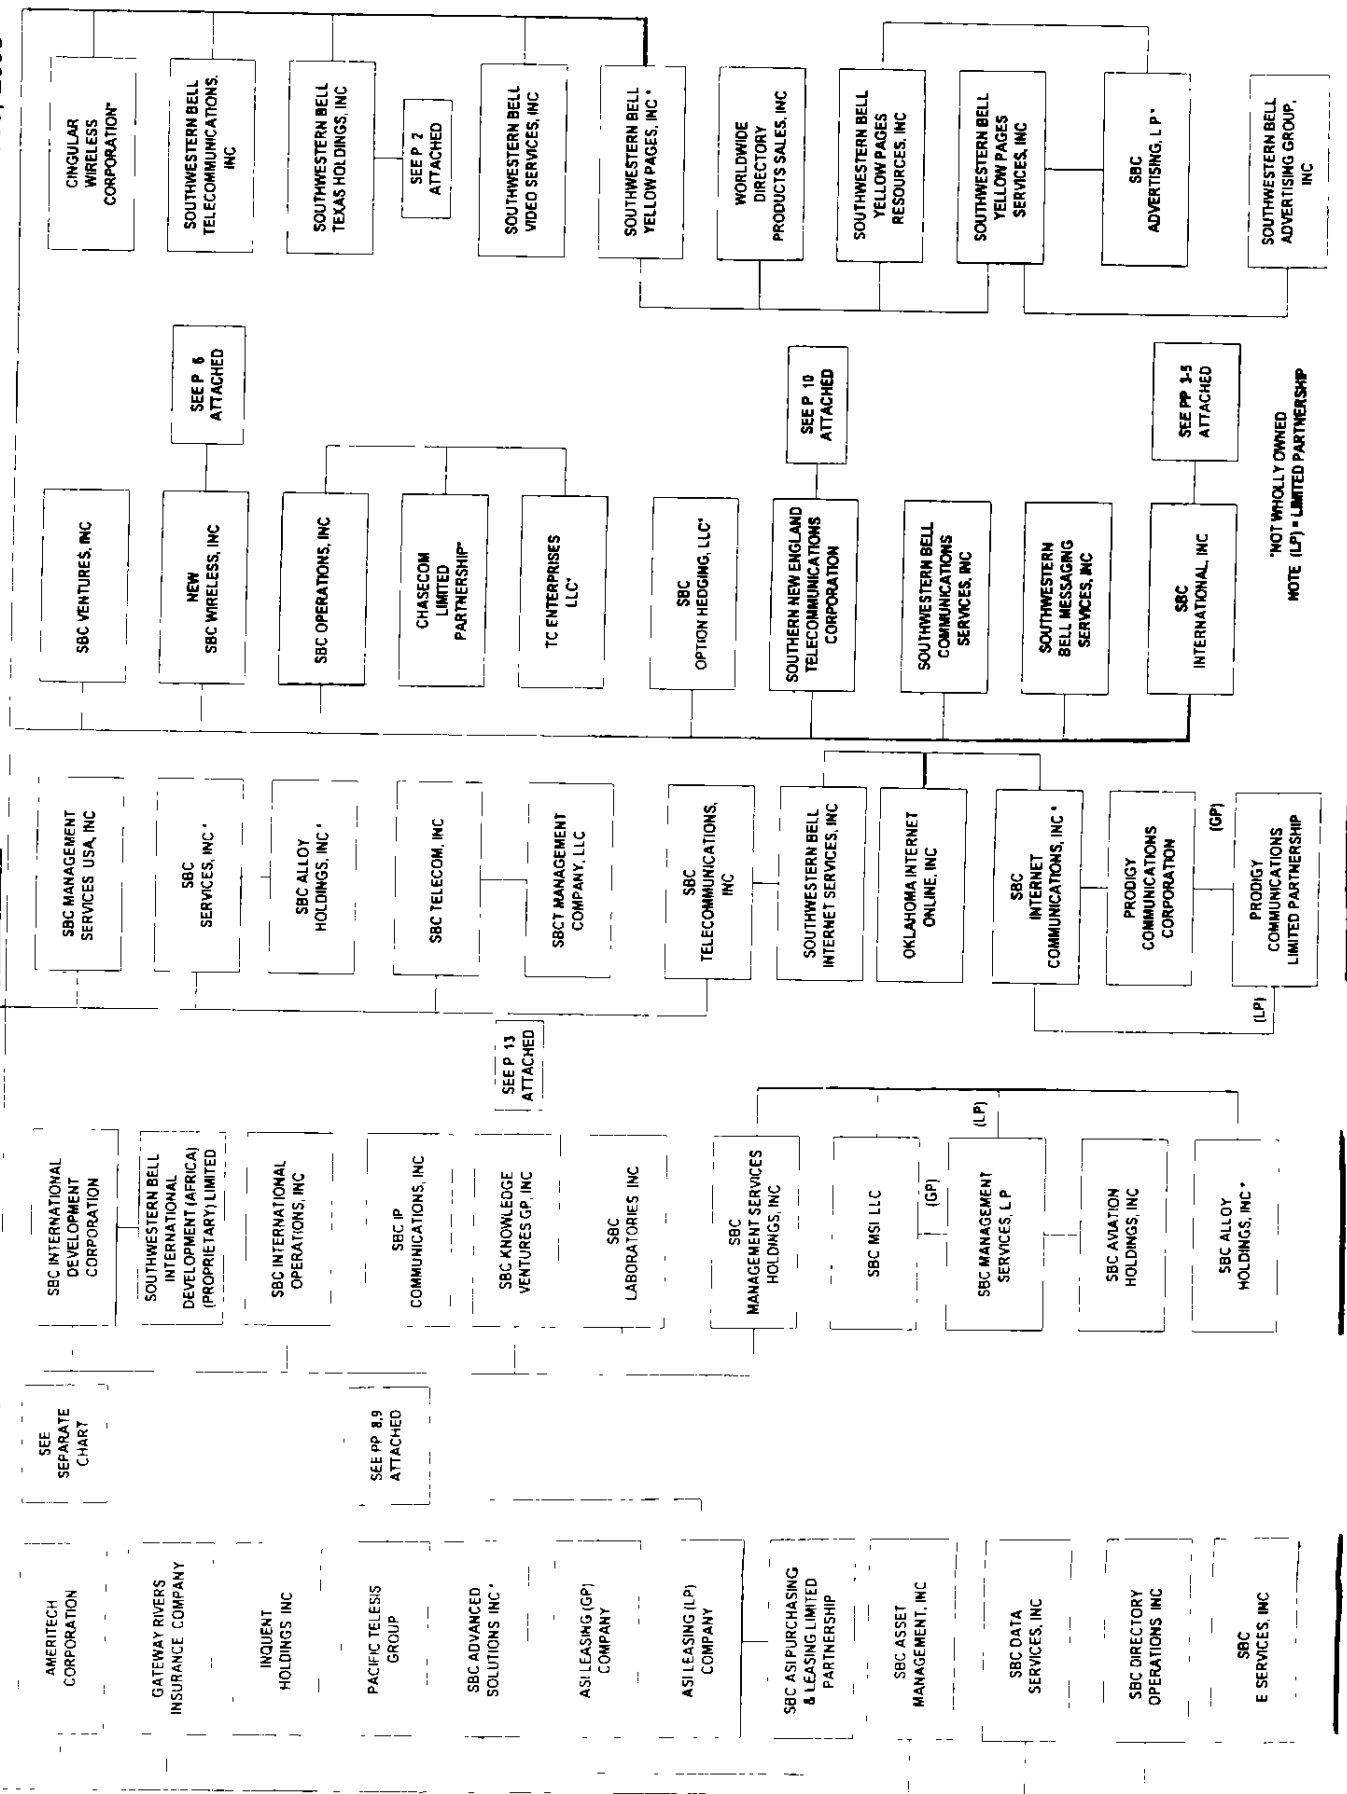 AMERITECH
CORPORATION
GATEWAY RIVERS
INSURANCE COMPANY
INQUENT
HOLDINGS INC
PACIFIC TELESIS
GROUP
SBC ADVANCED
SOLUTIONS INC *
ASI LEASING (GP)
COMPANY
ASI LEASING (LP)
COMPANY
SBC ASI PURCHASING
& LEASING LIMITED
PARTNERSHIP
SBC ASSET
MANAGEMENT, INC
SBC DATA
SERVICES, INC
SBC DIRECTORY
OPERATIONS INC
SBC
E SERVICES, INC
SEE
SEPARATE
CHART
SEE PP 8,9
ATTACHED
SBC INTERNATIONAL
DEVELOPMENT
CORPORATION
SOUTHWESTERN BELL
INTERNATIONAL
DEVELOPMENT (AFRICA)
(PROPRIETARY) LIMITED
SBC INTERNATIONAL
OPERATIONS, INC
SBC IP
COMMUNICATIONS, INC
SBC KNOWLEDGE
VENTURES GP, INC
SEE P 13
ATTACHED
SBC
LABORATORIES INC
SBC
MANAGEMENT SERVICES
HOLDINGS, INC
SBC MSI LLC
(GP)
(LP)
SBC MANAGEMENT
SERVICES, L P
SBC AVIATION
HOLDINGS, INC
SBC ALLOY
HOLDINGS, INC *
SBC MANAGEMENT
SERVICES USA, INC
SBC
SERVICES, INC *
SBC ALLOY
HOLDINGS, INC *
SBC TELECOM, INC
SBCT MANAGEMENT
COMPANY, LLC
SBC
TELECOMMUNICATIONS,
INC
SOUTHWESTERN BELL
INTERNET SERVICES, INC
OKLAHOMA INTERNET
ONLINE, INC
SBC
INTERNET
COMMUNICATIONS, INC *
PRODIGY
COMMUNICATIONS
CORPORATION
(GP)
PRODIGY
COMMUNICATIONS
LIMITED PARTNERSHIP
(LP)
SBC VENTURES, INC
NEW
SBC WIRELESS, INC
SEE P 6
ATTACHED
SBC OPERATIONS, INC
CHASECOM
LIMITED
PARTNERSHIP*
TC ENTERPRISES
LLC*
SBC
OPTION HEDGING, LLC*
SOUTHERN NEW ENGLAND
TELECOMMUNICATIONS
CORPORATION
SEE P 10
ATTACHED
SOUTHWESTERN BELL
COMMUNICATIONS
SERVICES, INC
SOUTHWESTERN
BELL MESSAGING
SERVICES, INC
SBC
INTERNATIONAL, INC
SEE PP 3-5
ATTACHED
*NOT WHOLLY OWNED
NOTE (LP) = LIMITED PARTNERSHIP
CINGULAR
WIRELESS
CORPORATION*
SOUTHWESTERN BELL
TELECOMMUNICATIONS,
INC
SOUTHWESTERN BELL
TEXAS HOLDINGS, INC
SEE P 2
ATTACHED
SOUTHWESTERN BELL
VIDEO SERVICES, INC
SOUTHWESTERN BELL
YELLOW PAGES, INC *
WORLDWIDE
DIRECTORY
PRODUCTS SALES, INC
SOUTHWESTERN BELL
YELLOW PAGES
RESOURCES, INC
SOUTHWESTERN BELL
YELLOW PAGES
SERVICES, INC
SBC
ADVERTISING, L P *
SOUTHWESTERN BELL
ADVERTISING GROUP,
INC